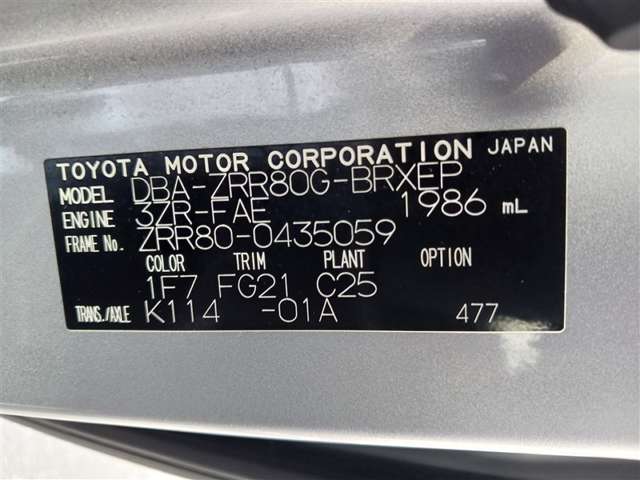 TOYOTA MOTOR CORPORATION JAPAN
MODEL DBA-ZRR80G-BRXEP
ENGINE 3ZR-FAE 1986 mL
FRAME No. ZRR80-0435059
COLOR TRIM PLANT OPTION
1F7 FG21 C25
TRANS./AXLE K114 -01A 477